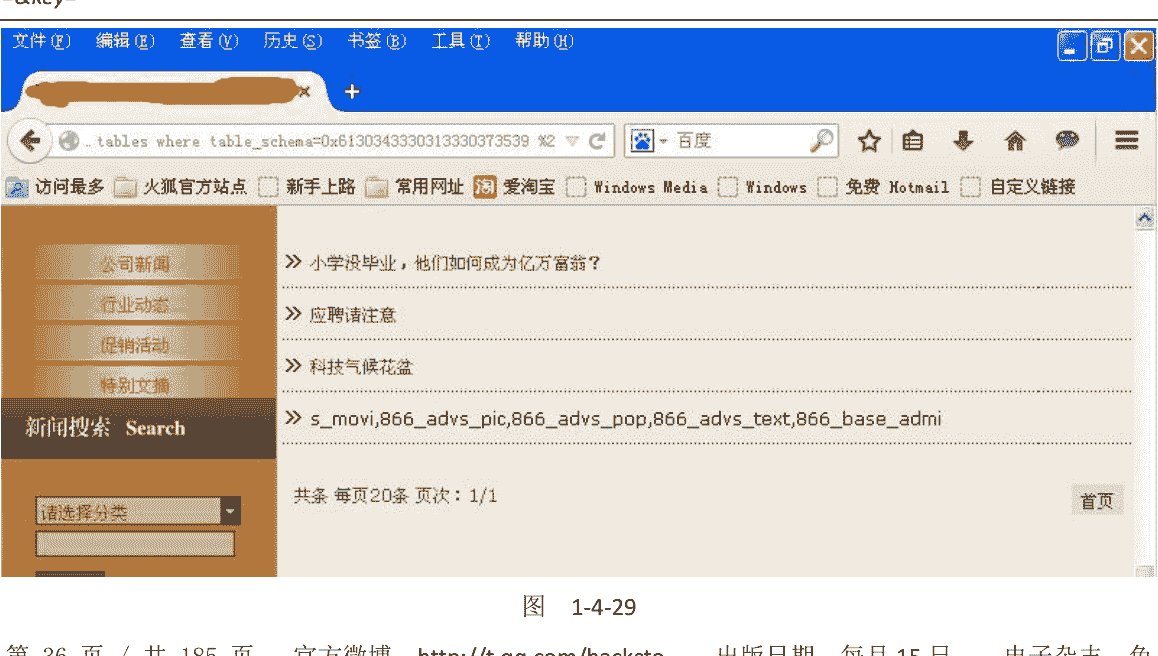 =&key=
文件(F) 编辑(E) 查看(V) 历史(S) 书签(B) 工具(T) 帮助(H)
..tables where table_schema=0x6130343330313330373539 %2 百度
访问最多 火狐官方站点 新手上路 常用网址 淘 爱淘宝 Windows Media Windows 免费 Hotmail 自定义链接
公司新闻
行业动态
促销活动
特别文摘
新闻搜索 Search
请选择分类
小学没毕业,他们如何成为亿万富翁?
应聘请注意
科技气候花盆
s_movi,866_advs_pic,866_advs_pop,866_advs_text,866_base_admi
共条 每页20条 页次:1/1
首页
图 1-4-29
第 36 页 / 共 185 页 官方微博 http://t.qq.com/hacksto 出版日期 每月 15 日 电子杂志 免